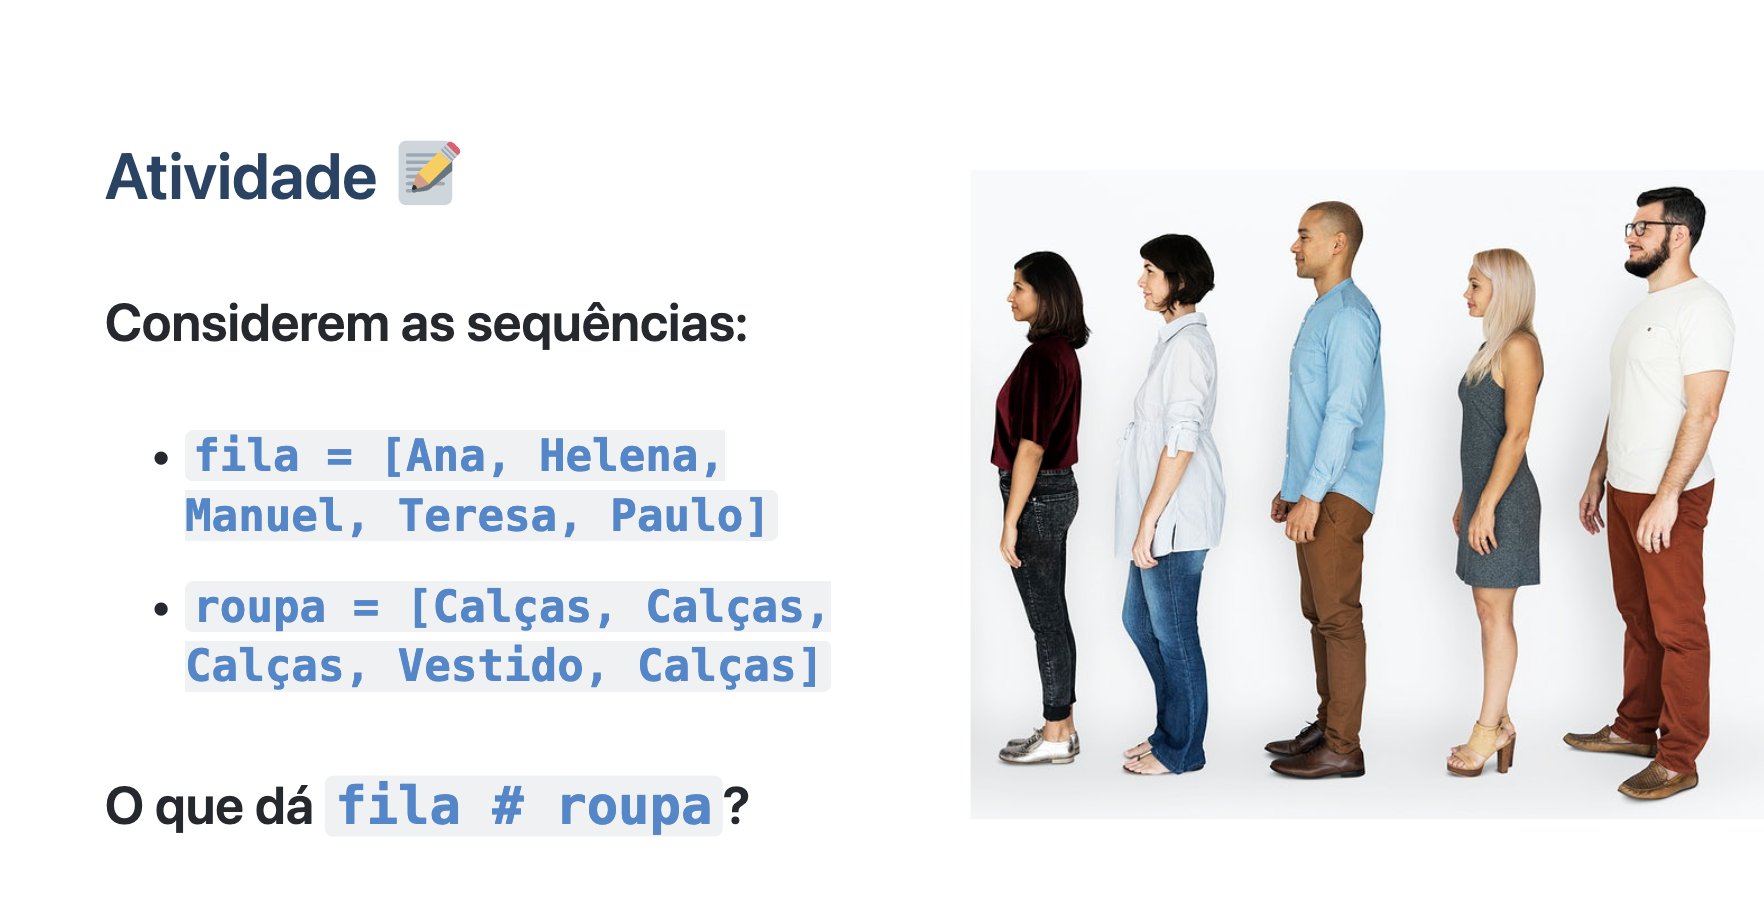 Atividade 📝
Considerem as sequências:
• fila = [Ana, Helena,
Manuel, Teresa, Paulo]
• roupa = [Calças, Calças,
Calças, Vestido, Calças]
O que dá fila # roupa?